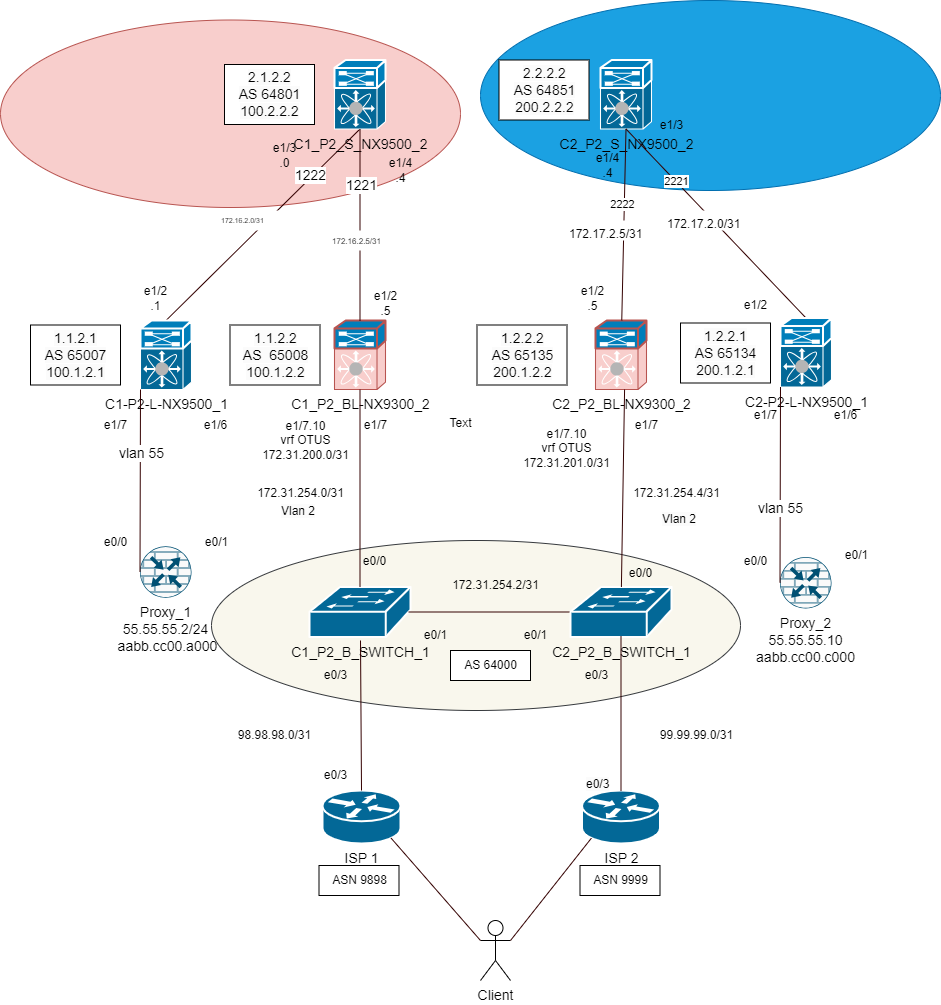 2.1.2.2
AS 64801
100.2.2.2
2.2.2.2
AS 64851
200.2.2.2
C1_P2_S_NX9500_2
C2_P2_S_NX9500_2
e1/3
.0
e1/4
.4
e1/3
e1/4
.4
1222
1221
2222
2221
172.16.2.0/31
172.16.2.5/31
172.17.2.5/31
172.17.2.0/31
e1/2
.1
e1/2
.5
e1/2
.5
e1/2
1.1.2.1
AS 65007
100.1.2.1
1.1.2.2
AS  65008
100.1.2.2
1.2.2.2
AS 65135
200.1.2.2
1.2.2.1
AS 65134
200.1.2.1
C1-P2-L-NX9500_1
C1_P2_BL-NX9300_2
C2_P2_BL-NX9300_2
C2-P2-L-NX9500_1
e1/7
e1/6
e1/7.10
vrf OTUS
172.31.200.0/31
e1/7
Text
e1/7.10
vrf OTUS
172.31.201.0/31
e1/7
e1/7
e1/6
vlan 55
172.31.254.0/31
Vlan 2
172.31.254.4/31
Vlan 2
vlan 55
e0/0
e0/1
e0/0
e0/0
e0/0
e0/1
Proxy_1
55.55.55.2/24
aabb.cc00.a000
172.31.254.2/31
Proxy_2
55.55.55.10
aabb.cc00.c000
e0/1
e0/1
C1_P2_B_SWITCH_1
C2_P2_B_SWITCH_1
AS 64000
e0/3
e0/3
98.98.98.0/31
99.99.99.0/31
e0/3
e0/3
ISP 1
ISP 2
ASN 9898
ASN 9999
Client